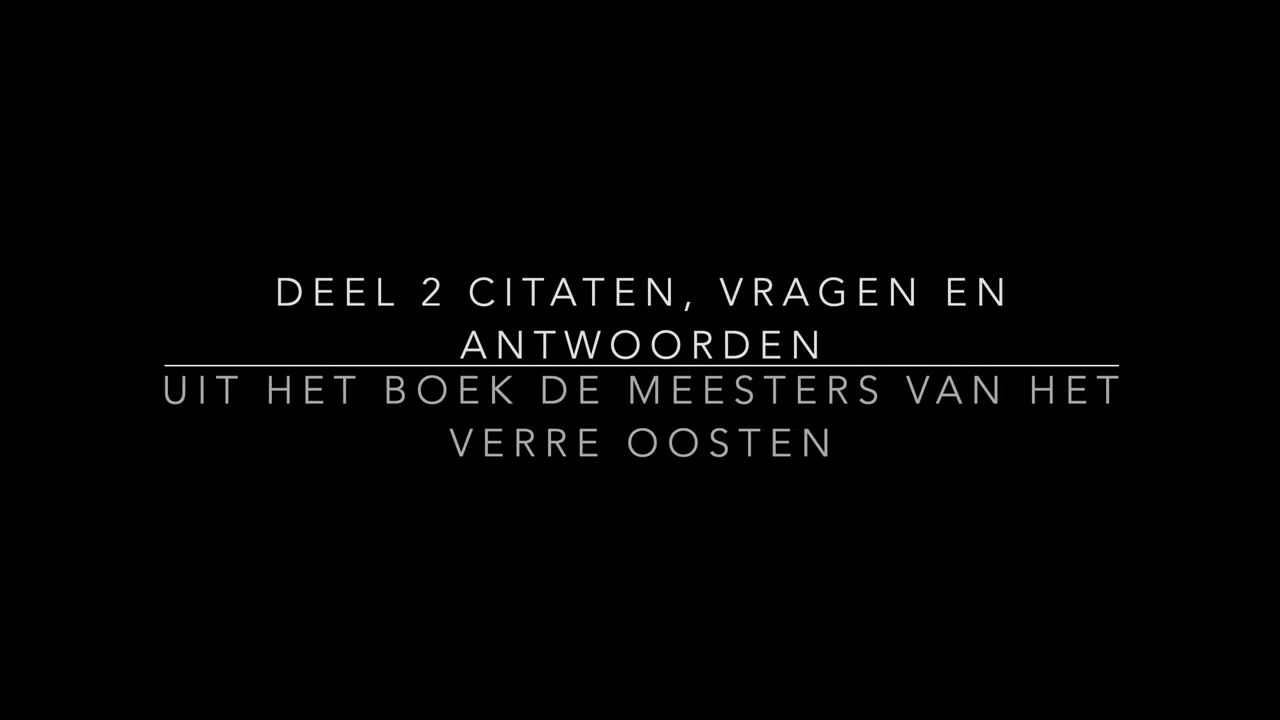 DEEL 2 CITATEN, VRAGEN EN
ANTWOORDEN
UIT HET BOEK DE MEESTERS VAN HET
VERRE OOSTEN